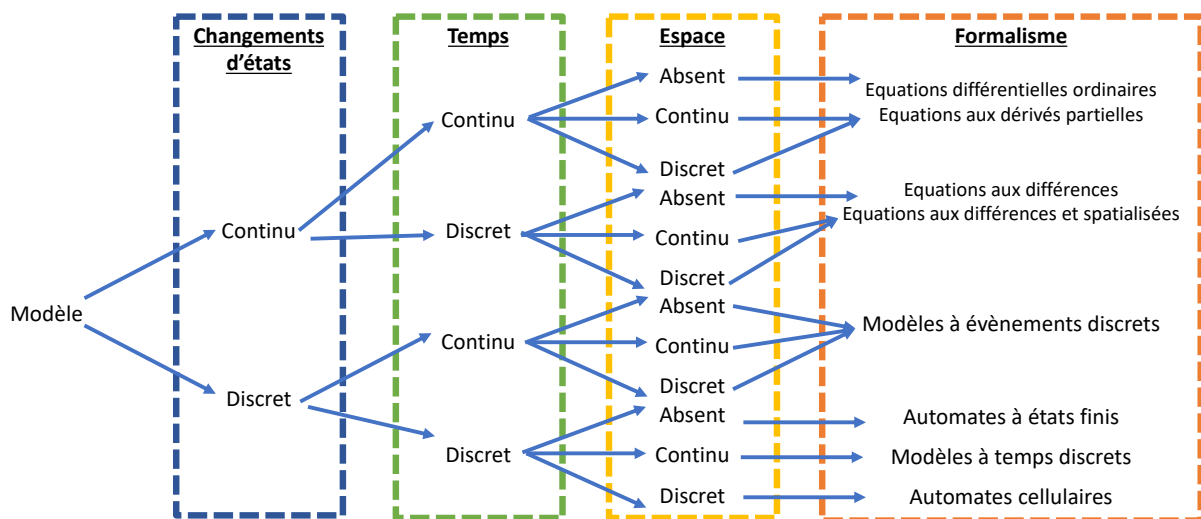 Changements
d'états
Temps
Espace
Formalisme
Modèle
Continu
Discret
Continu
Discret
Continu
Discret
Absent
Continu
Discret
Absent
Continu
Discret
Absent
Continu
Discret
Absent
Continu
Discret
Equations différentielles ordinaires
Equations aux dérivés partielles
Equations aux différences
Equations aux différences et spatialisées
Modèles à évènements discrets
Automates à états finis
Modèles à temps discrets
Automates cellulaires